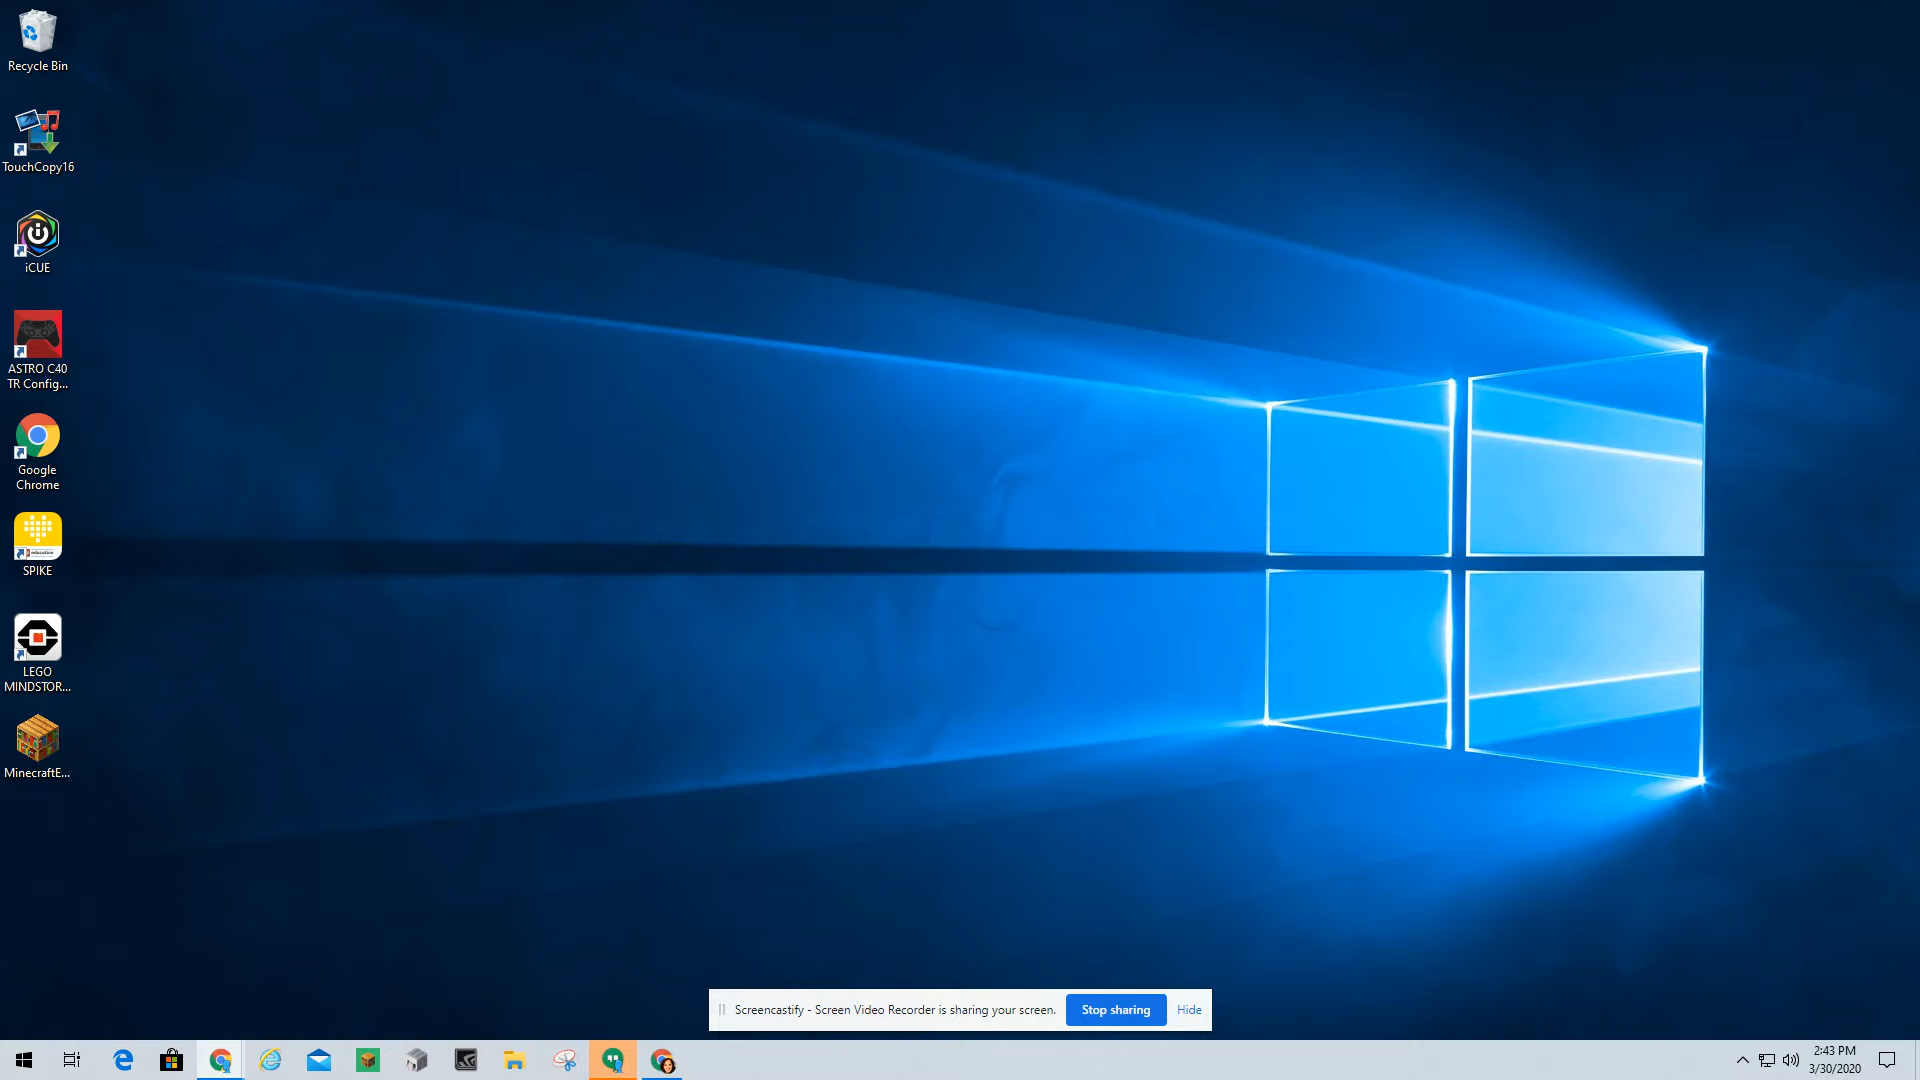 Recycle Bin
TouchCopy16
iCUE
ASTRO C40
TR Config...
Google
Chrome
education
SPIKE
LEGO
MINDSTOR...
MinecraftE...
Screencastify - Screen Video Recorder is sharing your screen.
Stop sharing
Hide
2:43 PM
3/30/2020